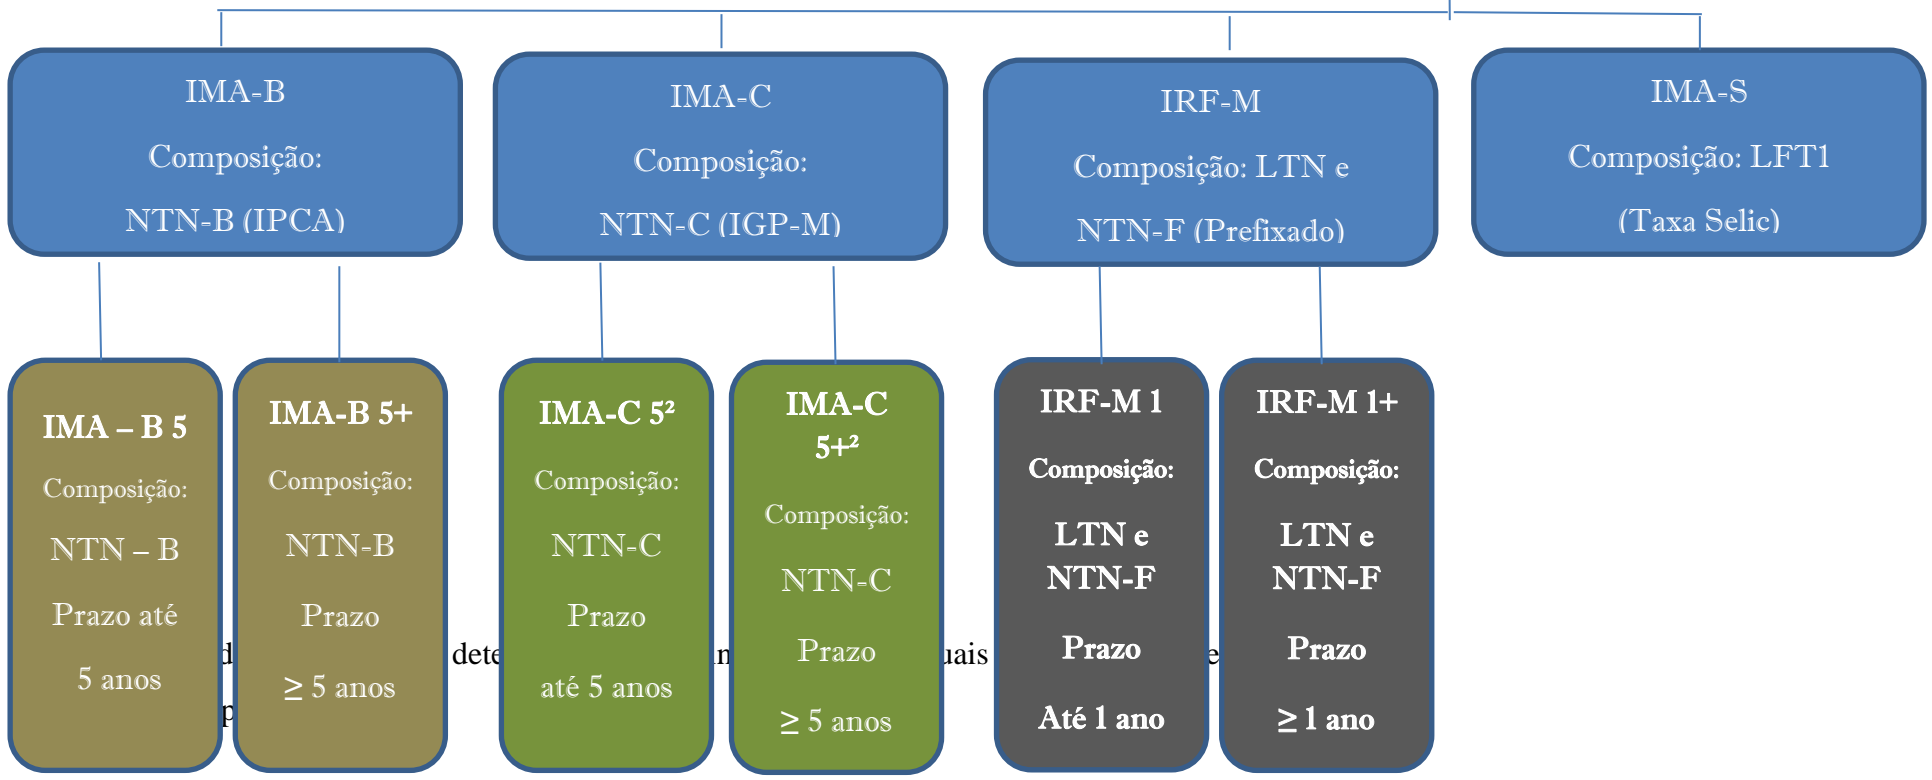 IMA-B
Composição:
NTN-B (IPCA)
IMA-C
Composição:
NTN-C (IGP-M)
IRF-M
Composição: LTN e
NTN-F (Prefixado)
IMA-S
Composição: LFT1
(Taxa Selic)
IMA – B 5
Composição:
NTN – B
Prazo até
5 anos
IMA-B 5+
Composição:
NTN-B
Prazo
≥ 5 anos
IMA-C 5²
Composição:
NTN-C
Prazo
até 5 anos
IMA-C
5+²
Composição:
NTN-C
Prazo
≥ 5 anos
IRF-M 1
Composição:
LTN e
NTN-F
Prazo
Até 1 ano
IRF-M 1+
Composição:
LTN e
NTN-F
Prazo
≥ 1 ano